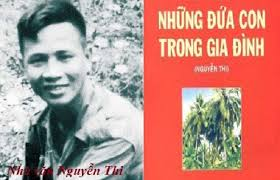 NHỮNG ĐỨA CON
TRONG GIA ĐÌNH
(NGUYỄN THI)
Nhà văn Nguyễn Thi